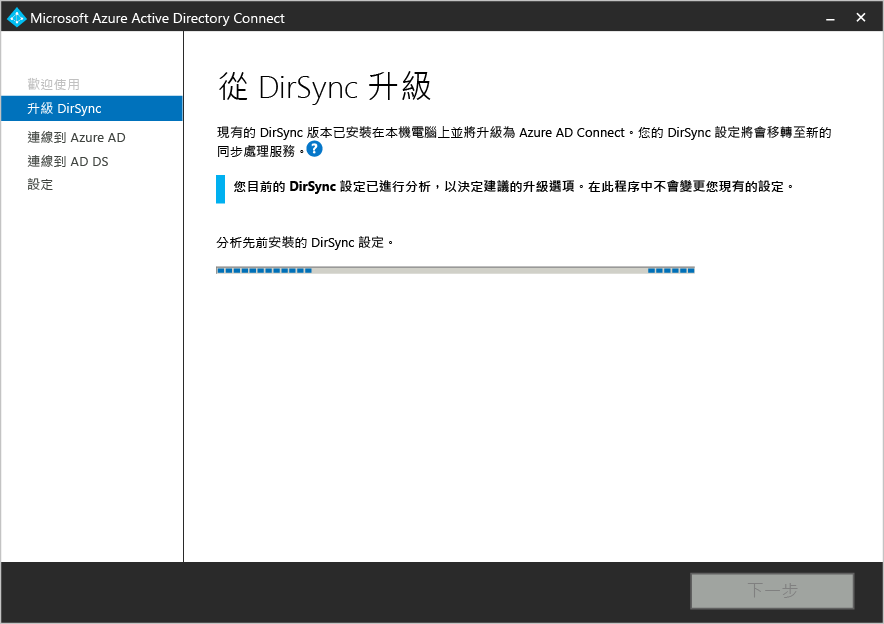 Microsoft Azure Active Directory Connect
歡迎使用
升級 DirSync
連線到 Azure AD
連線到 AD DS
設定
從 DirSync 升級
現有的 DirSync 版本已安裝在本機電腦上並將升級為 Azure AD Connect。您的 DirSync 設定將會移轉至新的
同步處理服務。?
您目前的 DirSync 設定已進行分析，以決定建議的升級選項。在此程序中不會變更您現有的設定。
分析先前安裝的 DirSync 設定。
下一步